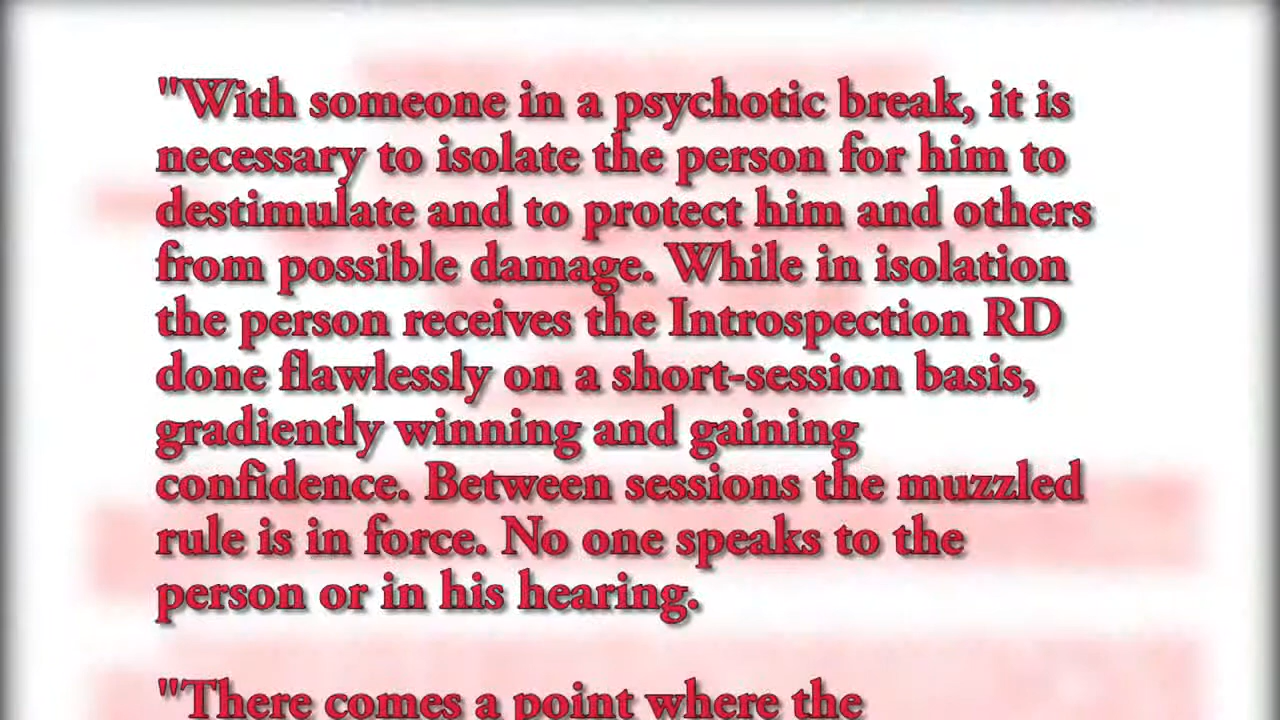 "With someone in a psychotic break, it is
necessary to isolate the person for him to
destimulate and to protect him and others
from possible damage. While in isolation
the person receives the Introspection RD
done flawlessly on a short-session basis,
gradiently winning and gaining
confidence. Between sessions the muzzled
rule is in force. No one speaks to the
person or in his hearing.
"There comes a point where the